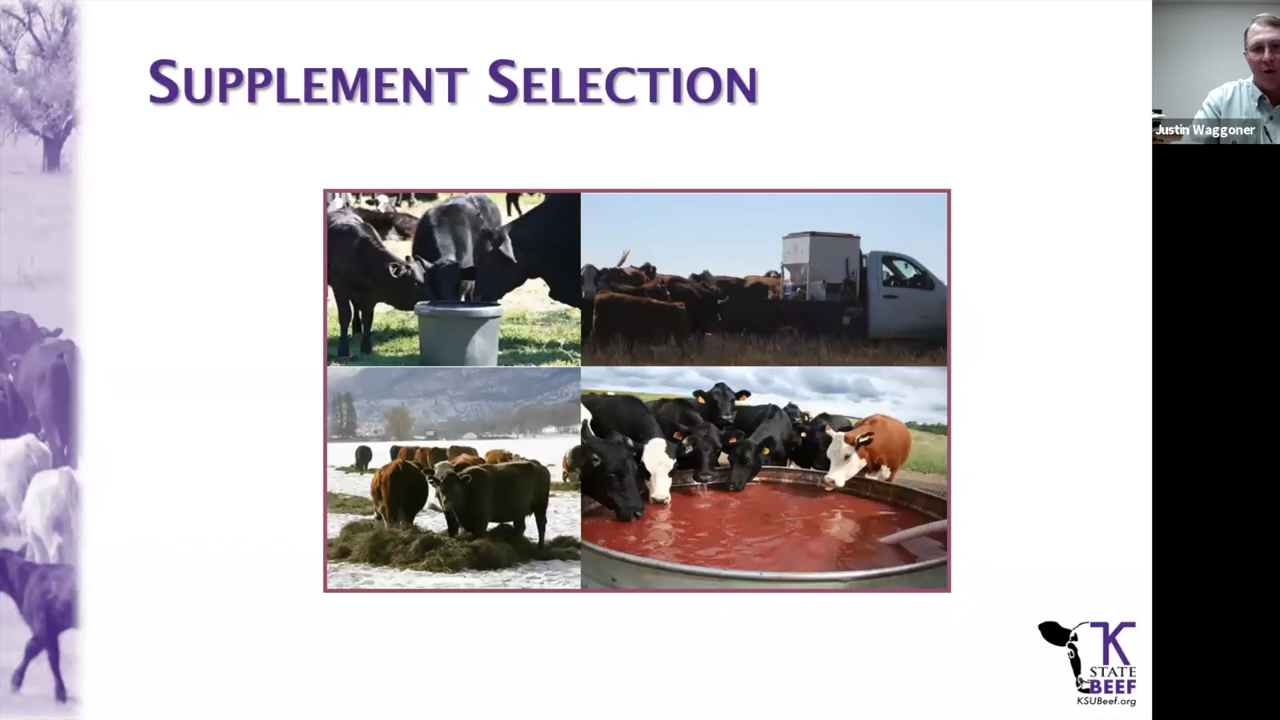 SUPPLEMENT SELECTION
Justin Waggoner
K
STATE
BEEF
KSUBeef.org